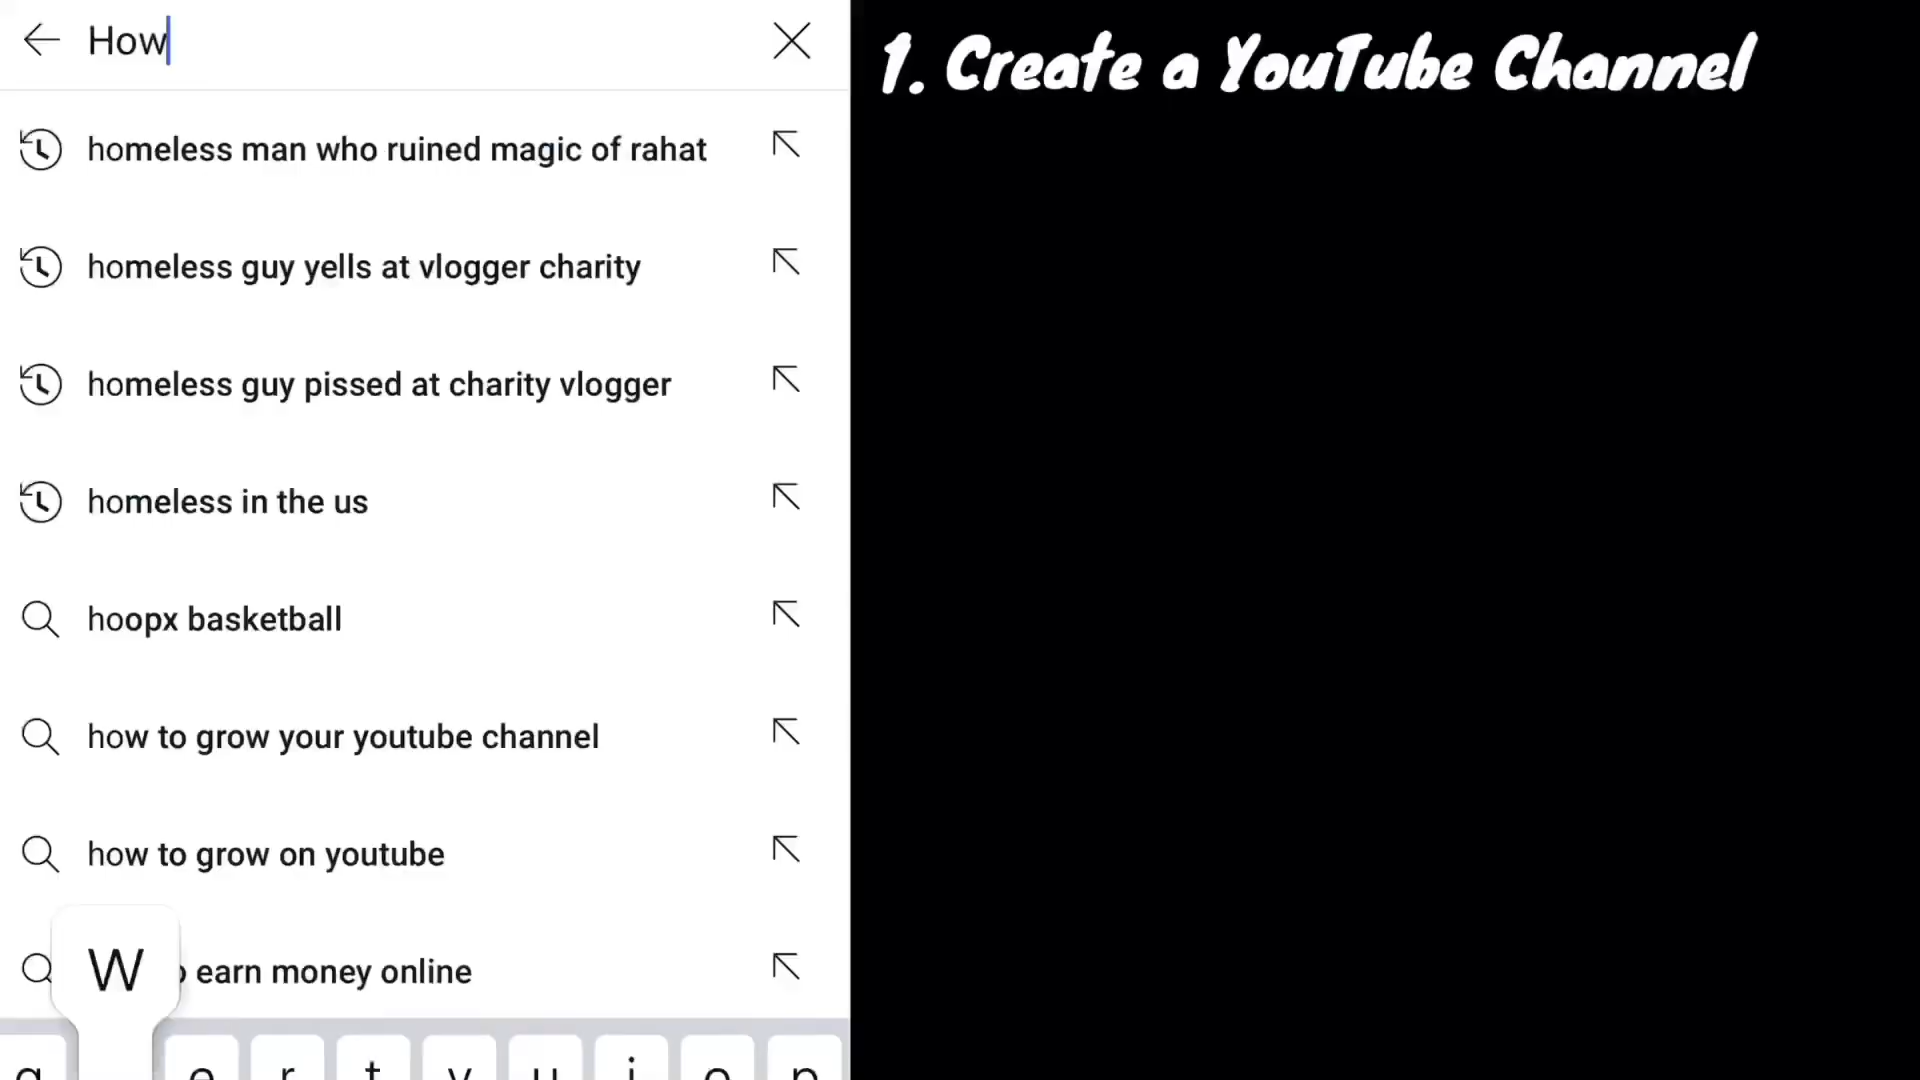 How
homeless man who ruined magic of rahat
homeless guy yells at vlogger charity
homeless guy pissed at charity vlogger
homeless in the us
hoopx basketball
how to grow your youtube channel
how to grow on youtube
earn money online
W
q e r t y u i o p
1. Create a YouTube Channel